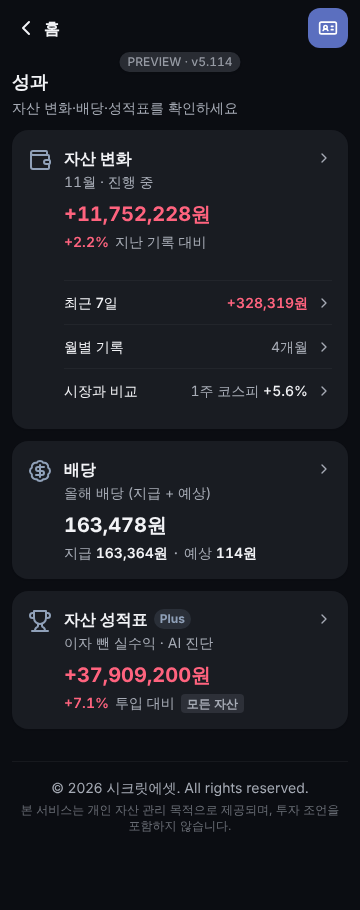 홈
PREVIEW · v5.114
성과
자산 변화·배당·성적표를 확인하세요
자산 변화
11월 · 진행 중
+11,752,228원
+2.2% 지난 기록 대비
최근 7일 +328,319원
월별 기록 4개월
시장과 비교 1주 코스피 +5.6%
배당
올해 배당 (지급 + 예상)
163,478원
지급 163,364원 · 예상 114원
자산 성적표 Plus
이자 뺀 실수익 · AI 진단
+37,909,200원
+7.1% 투입 대비 모든 자산
© 2026 시크릿에셋. All rights reserved.
본 서비스는 개인 자산 관리 목적으로 제공되며, 투자 조언을
포함하지 않습니다.